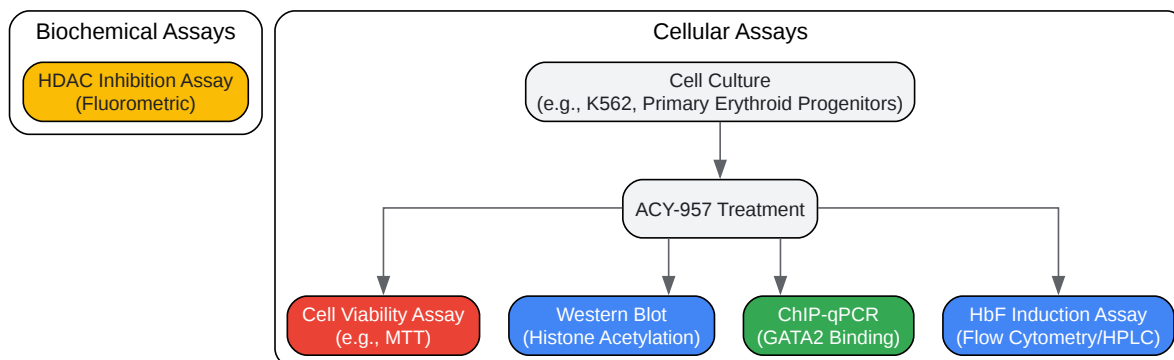 Biochemical Assays
HDAC Inhibition Assay
(Fluorometric)
Cellular Assays
Cell Culture
(e.g., K562, Primary Erythroid Progenitors)
ACY-957 Treatment
Cell Viability Assay
(e.g., MTT)
Western Blot
(Histone Acetylation)
ChIP-qPCR
(GATA2 Binding)
HbF Induction Assay
(Flow Cytometry/HPLC)